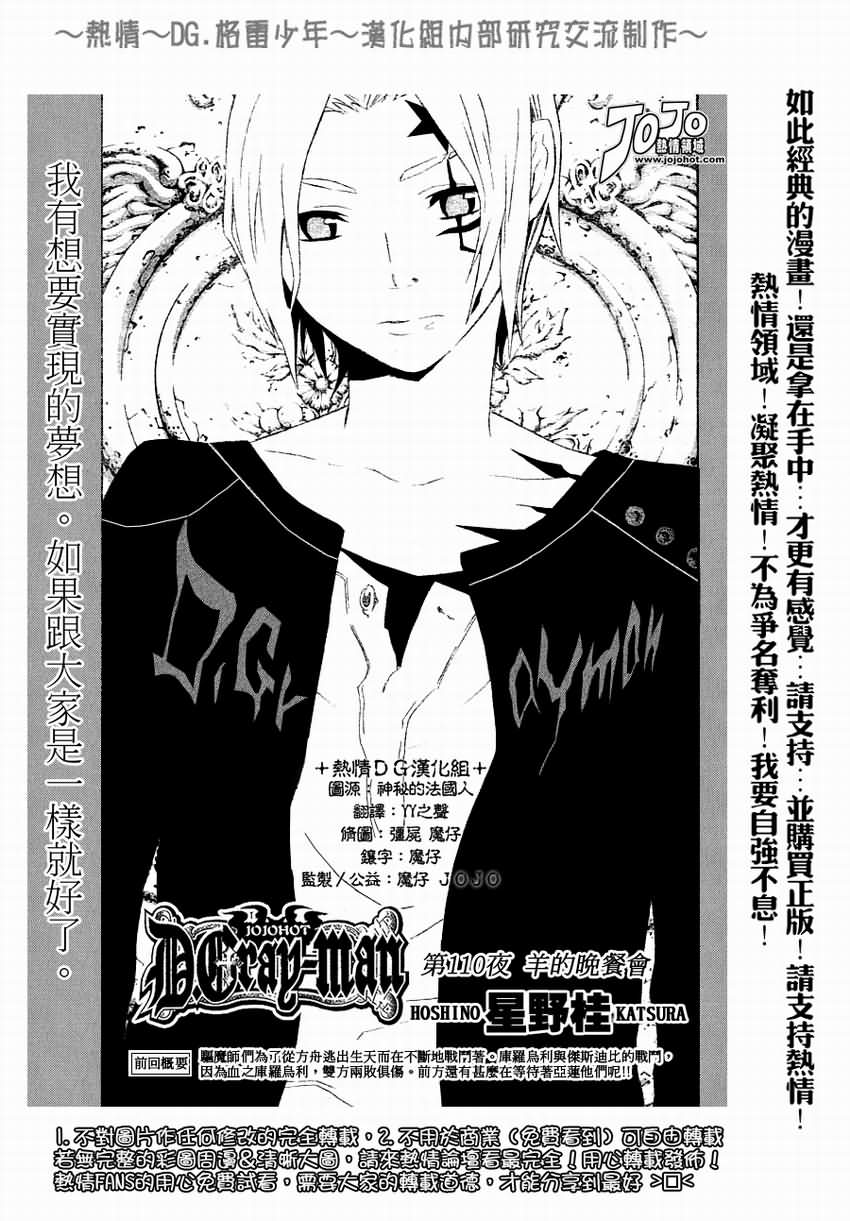 ～熱情～DG.格雷少年～漢化組内部研究交流制作～
JOJO
熱情領域
www.jojohot.com
如此經典的漫畫！還是拿在手中…才更有感覺…請支持…並購買正版！請支持熱情！
熱情領域！凝聚熱情！不為爭名奪利！我要自強不息！
我有想要實現的夢想。如果跟大家是一樣就好了。
D.Gray man
＋熱情ＤＧ漢化組＋
圖源：神秘的法國人
翻譯：YY之聲
修圖：殭屍 魔仔
鑲字：魔仔
監製／公益：魔仔 ＪＯＪＯ
JOJOHOT
D.Gray-man
第110夜 羊的晚餐會
HOSHINO 星野桂 KATSURA
前回概要
驅魔師們為了從方舟逃出生天而在不斷地戰鬥著。庫羅烏利與傑斯迪比的戰鬥，
因為血之庫羅烏利，雙方兩敗俱傷。前方還有甚麼在等待著亞蓮他們呢!!
1.不對圖片作任何修改的完全轉載，2.不用於商業（免費看到）可自由轉載
若無完整的彩圖周邊&清晰大圖，請來熱情論壇看最完全！用心轉載發佈！
熱情FANS的用心免費試看，需要大家的轉載道德，才能分享到最好 >口<